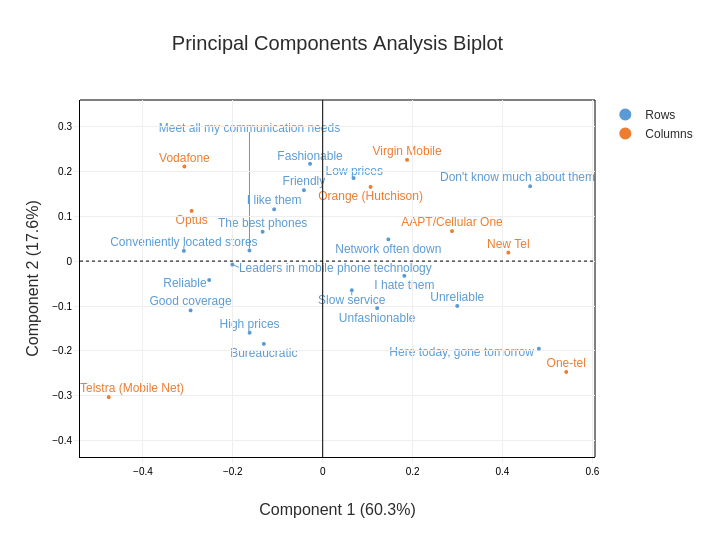 Principal Components Analysis Biplot
Rows
Columns
Component 2 (17.6%)
0.3
0.2
0.1
0
−0.1
−0.2
−0.3
−0.4
Meet all my communication needs
Vodafone
Fashionable
Virgin Mobile
Low prices
Don't know much about them
Friendly
Orange (Hutchison)
I like them
Optus
The best phones
AAPT/Cellular One
Conveniently located stores
Network often down
New Tel
Leaders in mobile phone technology
Reliable
I hate them
Good coverage
Slow service
Unreliable
High prices
Unfashionable
Bureaucratic
Here today, gone tomorrow
One-tel
Telstra (Mobile Net)
−0.4
−0.2
0
0.2
0.4
0.6
Component 1 (60.3%)